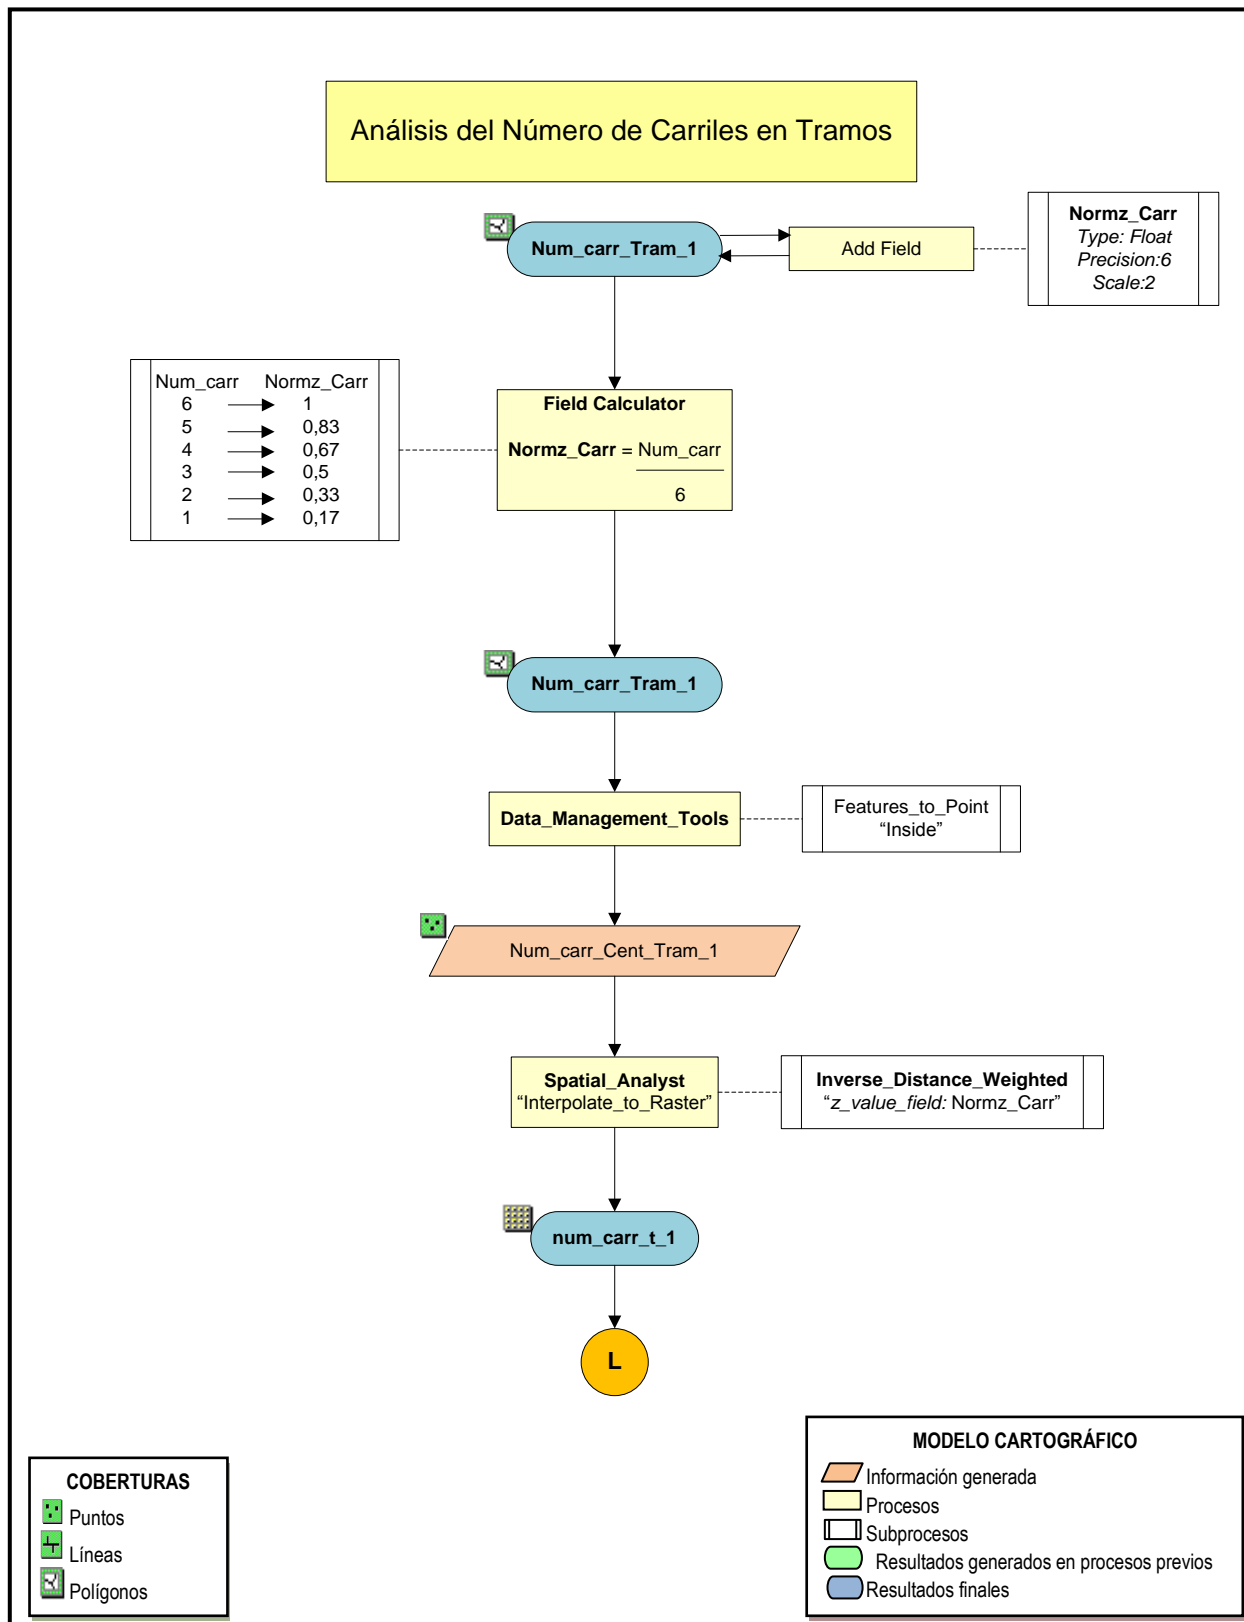 Análisis del Número de Carriles en Tramos
Num_carr_Tram_1
Add Field
Normz_Carr
Type: Float
Precision:6
Scale:2
Num_carr Normz_Carr
6 1
5 0,83
4 0,67
3 0,5
2 0,33
1 0,17
Field Calculator
Normz_Carr = Num_carr
6
Num_carr_Tram_1
Data_Management_Tools
Features_to_Point
“Inside”
Num_carr_Cent_Tram_1
Spatial_Analyst
“Interpolate_to_Raster”
Inverse_Distance_Weighted
“z_value_field: Normz_Carr”
num_carr_t_1
L
COBERTURAS
Puntos
Líneas
Polígonos
MODELO CARTOGRÁFICO
Información generada
Procesos
Subprocesos
Resultados generados en procesos previos
Resultados finales